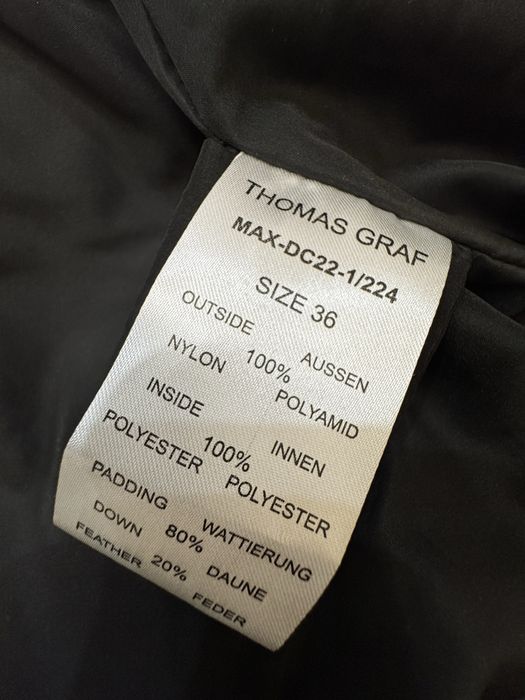 THOMAS GRAF
MAX-DC22-1/224
SIZE 36
OUTSIDE AUSSEN
NYLON 100% POLYAMID
INSIDE INNEN
POLYESTER 100% POLYESTER
PADDING WATTIERUNG
DOWN 80% DAUNE
FEATHER 20% FEDER